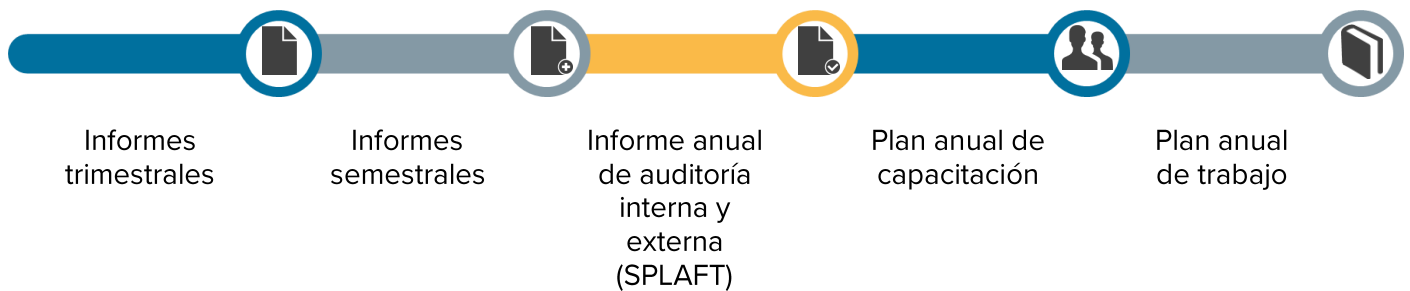 Informes
trimestrales
Informes
semestrales
Informe anual
de auditoría
interna y
externa
(SPLAFT)
Plan anual de
capacitación
Plan anual
de trabajo